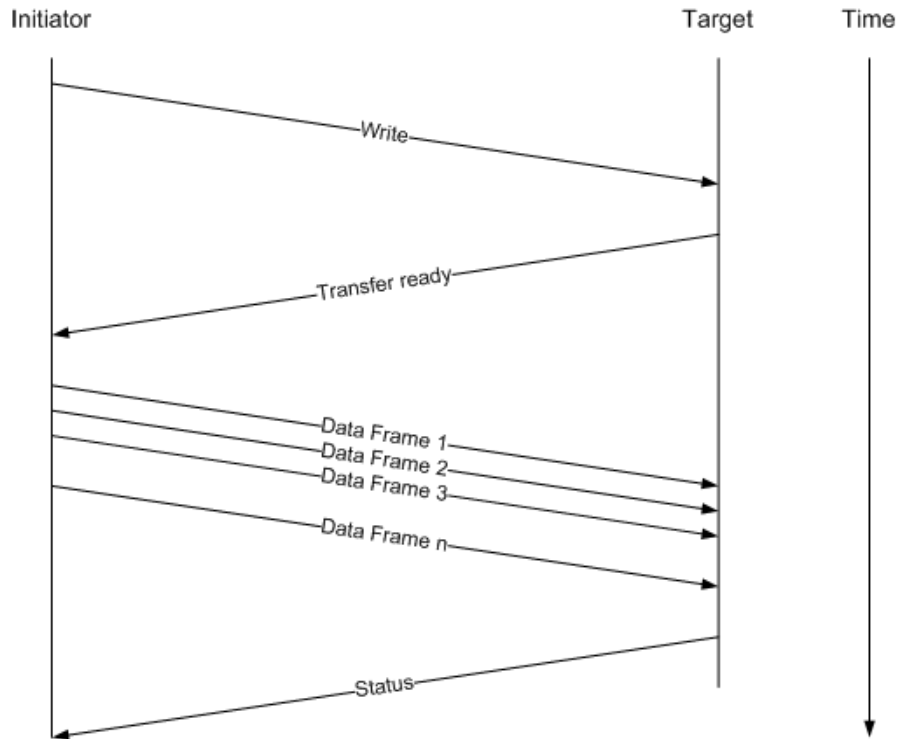 Initiator
Target
Time
Write
Transfer ready
Data Frame 1
Data Frame 2
Data Frame 3
Data Frame n
Status